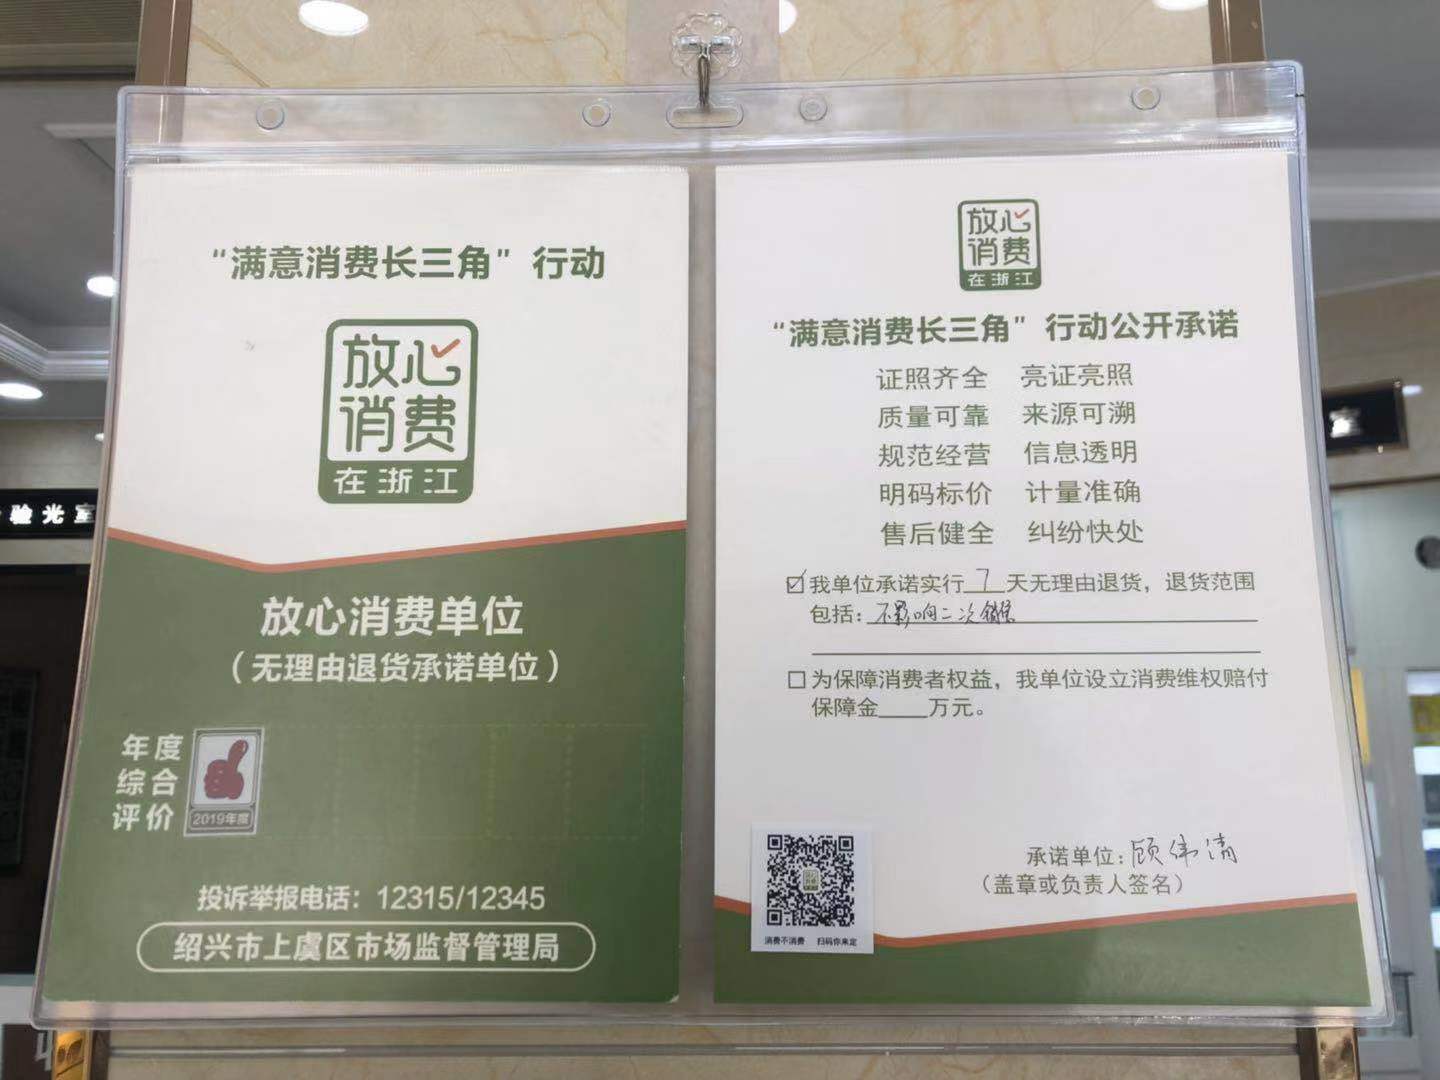 “满意消费长三角”行动
放心
消费
在浙江
放心消费单位
（无理由退货承诺单位）
年度
综合
评价
2019年度
投诉举报电话：12315/12345
绍兴市上虞区市场监督管理局
放心
消费
在浙江
“满意消费长三角”行动公开承诺
证照齐全 亮证亮照
质量可靠 来源可溯
规范经营 信息透明
明码标价 计量准确
售后健全 纠纷快处
☑我单位承诺实行7天无理由退货，退货范围
包括：不影响二次销售
□为保障消费者权益，我单位设立消费维权赔付
保障金____万元。
承诺单位：顾伟清
（盖章或负责人签名）
消费不消费 扫码你来定
验光室